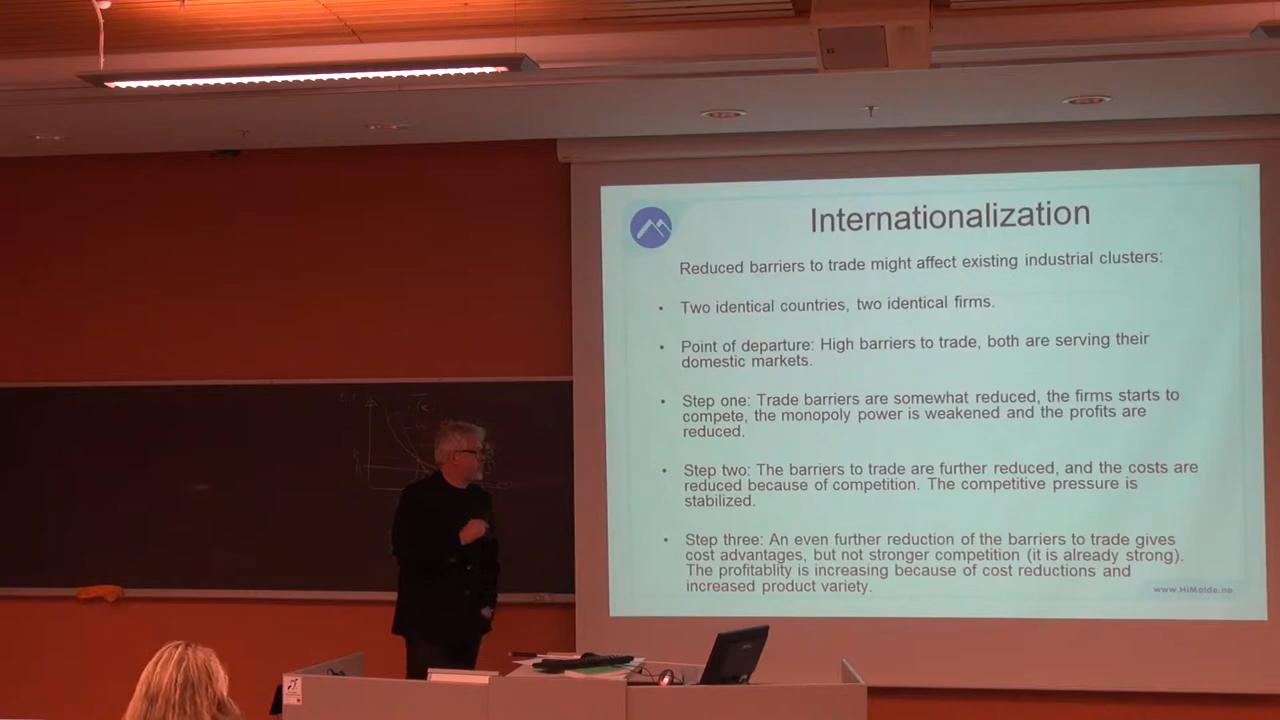 Internationalization
Reduced barriers to trade might affect existing industrial clusters:
• Two identical countries, two identical firms.
• Point of departure: High barriers to trade, both are serving their
domestic markets.
• Step one: Trade barriers are somewhat reduced, the firms starts to
compete, the monopoly power is weakened and the profits are
reduced.
• Step two: The barriers to trade are further reduced, and the costs are
reduced because of competition. The competitive pressure is
stabilized.
• Step three: An even further reduction of the barriers to trade gives
cost advantages, but not stronger competition (it is already strong).
The profitablity is increasing because of cost reductions and
increased product variety.
www.HiMolde.no